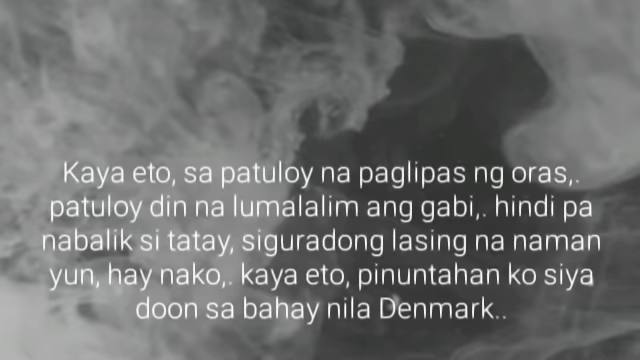 Kaya eto, sa patuloy na paglipas ng oras,.
patuloy din na lumalalim ang gabi,. hindi pa
nabalik si tatay, siguradong lasing na naman
yun, hay nako,. kaya eto, pinuntahan ko siya
doon sa bahay nila Denmark..